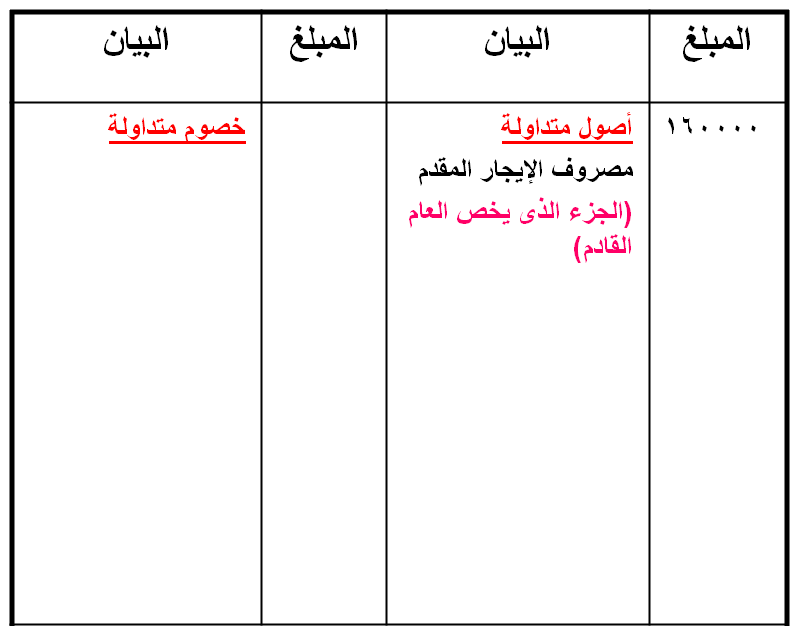 المبلغ البيان المبلغ البيان
١٦٠٠٠٠ أصول متداولة خصوم متداولة
مصروف الإيجار المقدم
(الجزء الذى يخص العام
القادم)